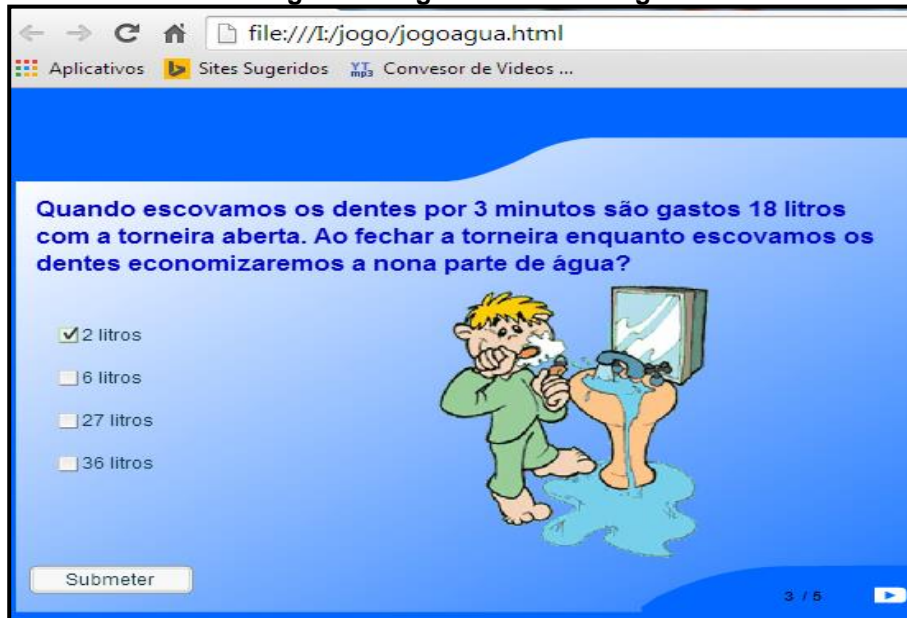 file:///I:/jogo/jogoagua.html
Aplicativos Sites Sugeridos YT mp3 Convesor de Videos ...
Quando escovamos os dentes por 3 minutos são gastos 18 litros
com a torneira aberta. Ao fechar a torneira enquanto escovamos os
dentes economizaremos a nona parte de água?
2 litros
6 litros
27 litros
36 litros
Submeter
3 / 5